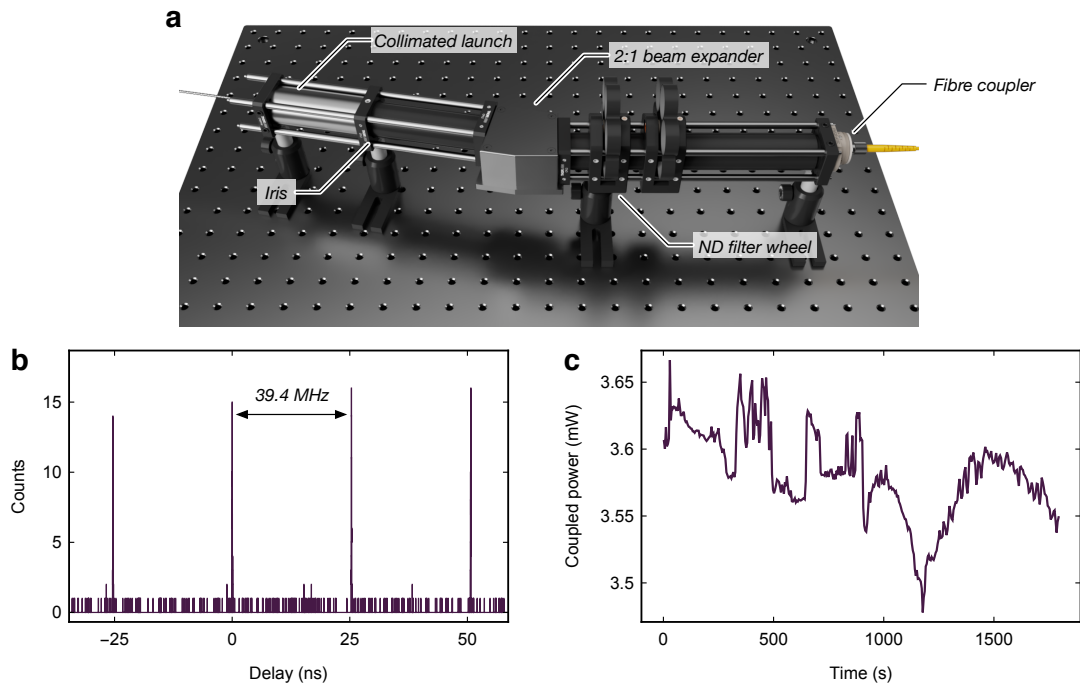 a
Collimated launch
2:1 beam expander
Fibre coupler
Iris
ND filter wheel
b
39.4 MHz
15
10
5
0
Counts
−25
0
25
50
Delay (ns)
c
3.65
3.6
3.55
3.5
Coupled power (mW)
0
500
1000
1500
Time (s)